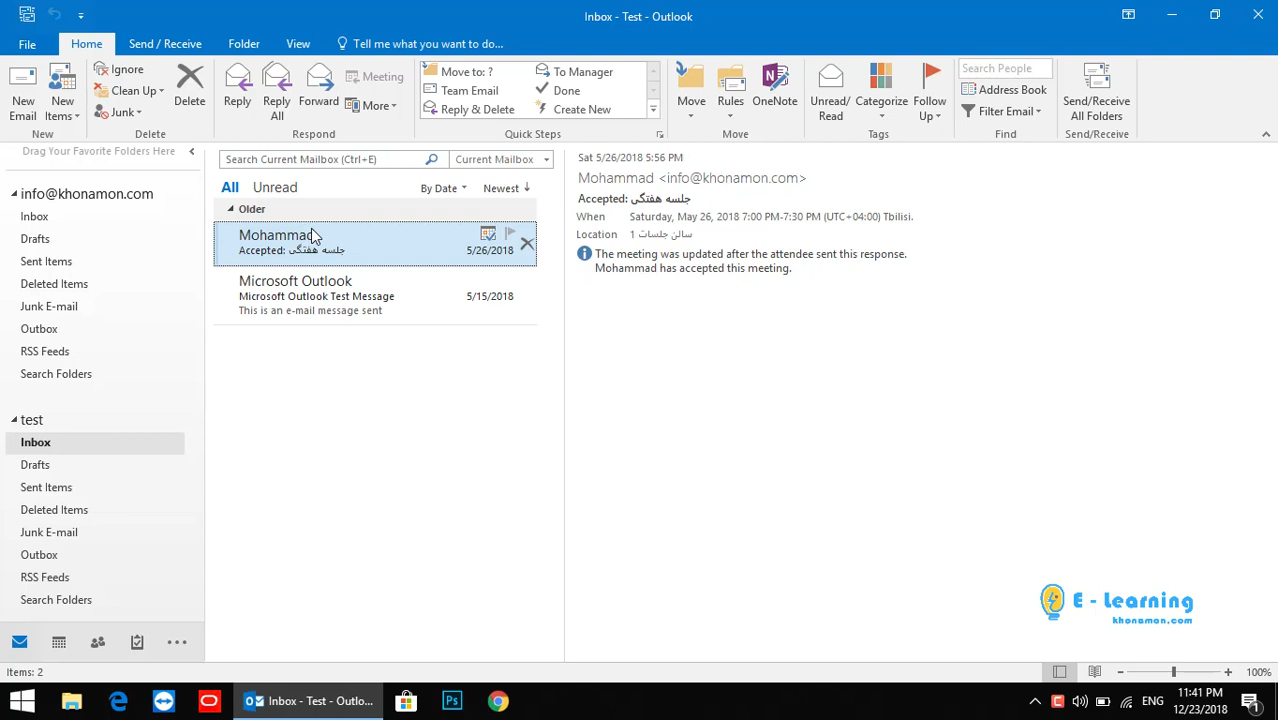 Inbox - Test - Outlook
File
Home
Send / Receive
Folder
View
Tell me what you want to do...
New Email
New Items
New
Ignore
Clean Up
Junk
Delete
Delete
Reply
Reply All
Forward
Meeting
More
Respond
Move to: ?
Team Email
Reply & Delete
To Manager
Done
Create New
Quick Steps
Move
Rules
OneNote
Move
Unread/ Read
Categorize
Follow Up
Tags
Search People
Address Book
Filter Email
Find
Send/Receive All Folders
Send/Receive
Drag Your Favorite Folders Here
info@khonamon.com
Inbox
Drafts
Sent Items
Deleted Items
Junk E-mail
Outbox
RSS Feeds
Search Folders
test
Inbox
Drafts
Sent Items
Deleted Items
Junk E-mail
Outbox
RSS Feeds
Search Folders
Search Current Mailbox (Ctrl+E)
Current Mailbox
All
Unread
By Date
Newest
Older
Mohammad
Accepted: جلسه هفتگی
5/26/2018
Microsoft Outlook
Microsoft Outlook Test Message
5/15/2018
This is an e-mail message sent
Sat 5/26/2018 5:56 PM
Mohammad <info@khonamon.com>
Accepted: جلسه هفتگی
When
Saturday, May 26, 2018 7:00 PM-7:30 PM (UTC+04:00) Tbilisi.
Location
سالن جلسات 1
The meeting was updated after the attendee sent this response.
Mohammad has accepted this meeting.
E - Learning
khonamon.com
Items: 2
100%
Inbox - Test - Outlo...
Ps
ENG
11:41 PM
12/23/2018
1